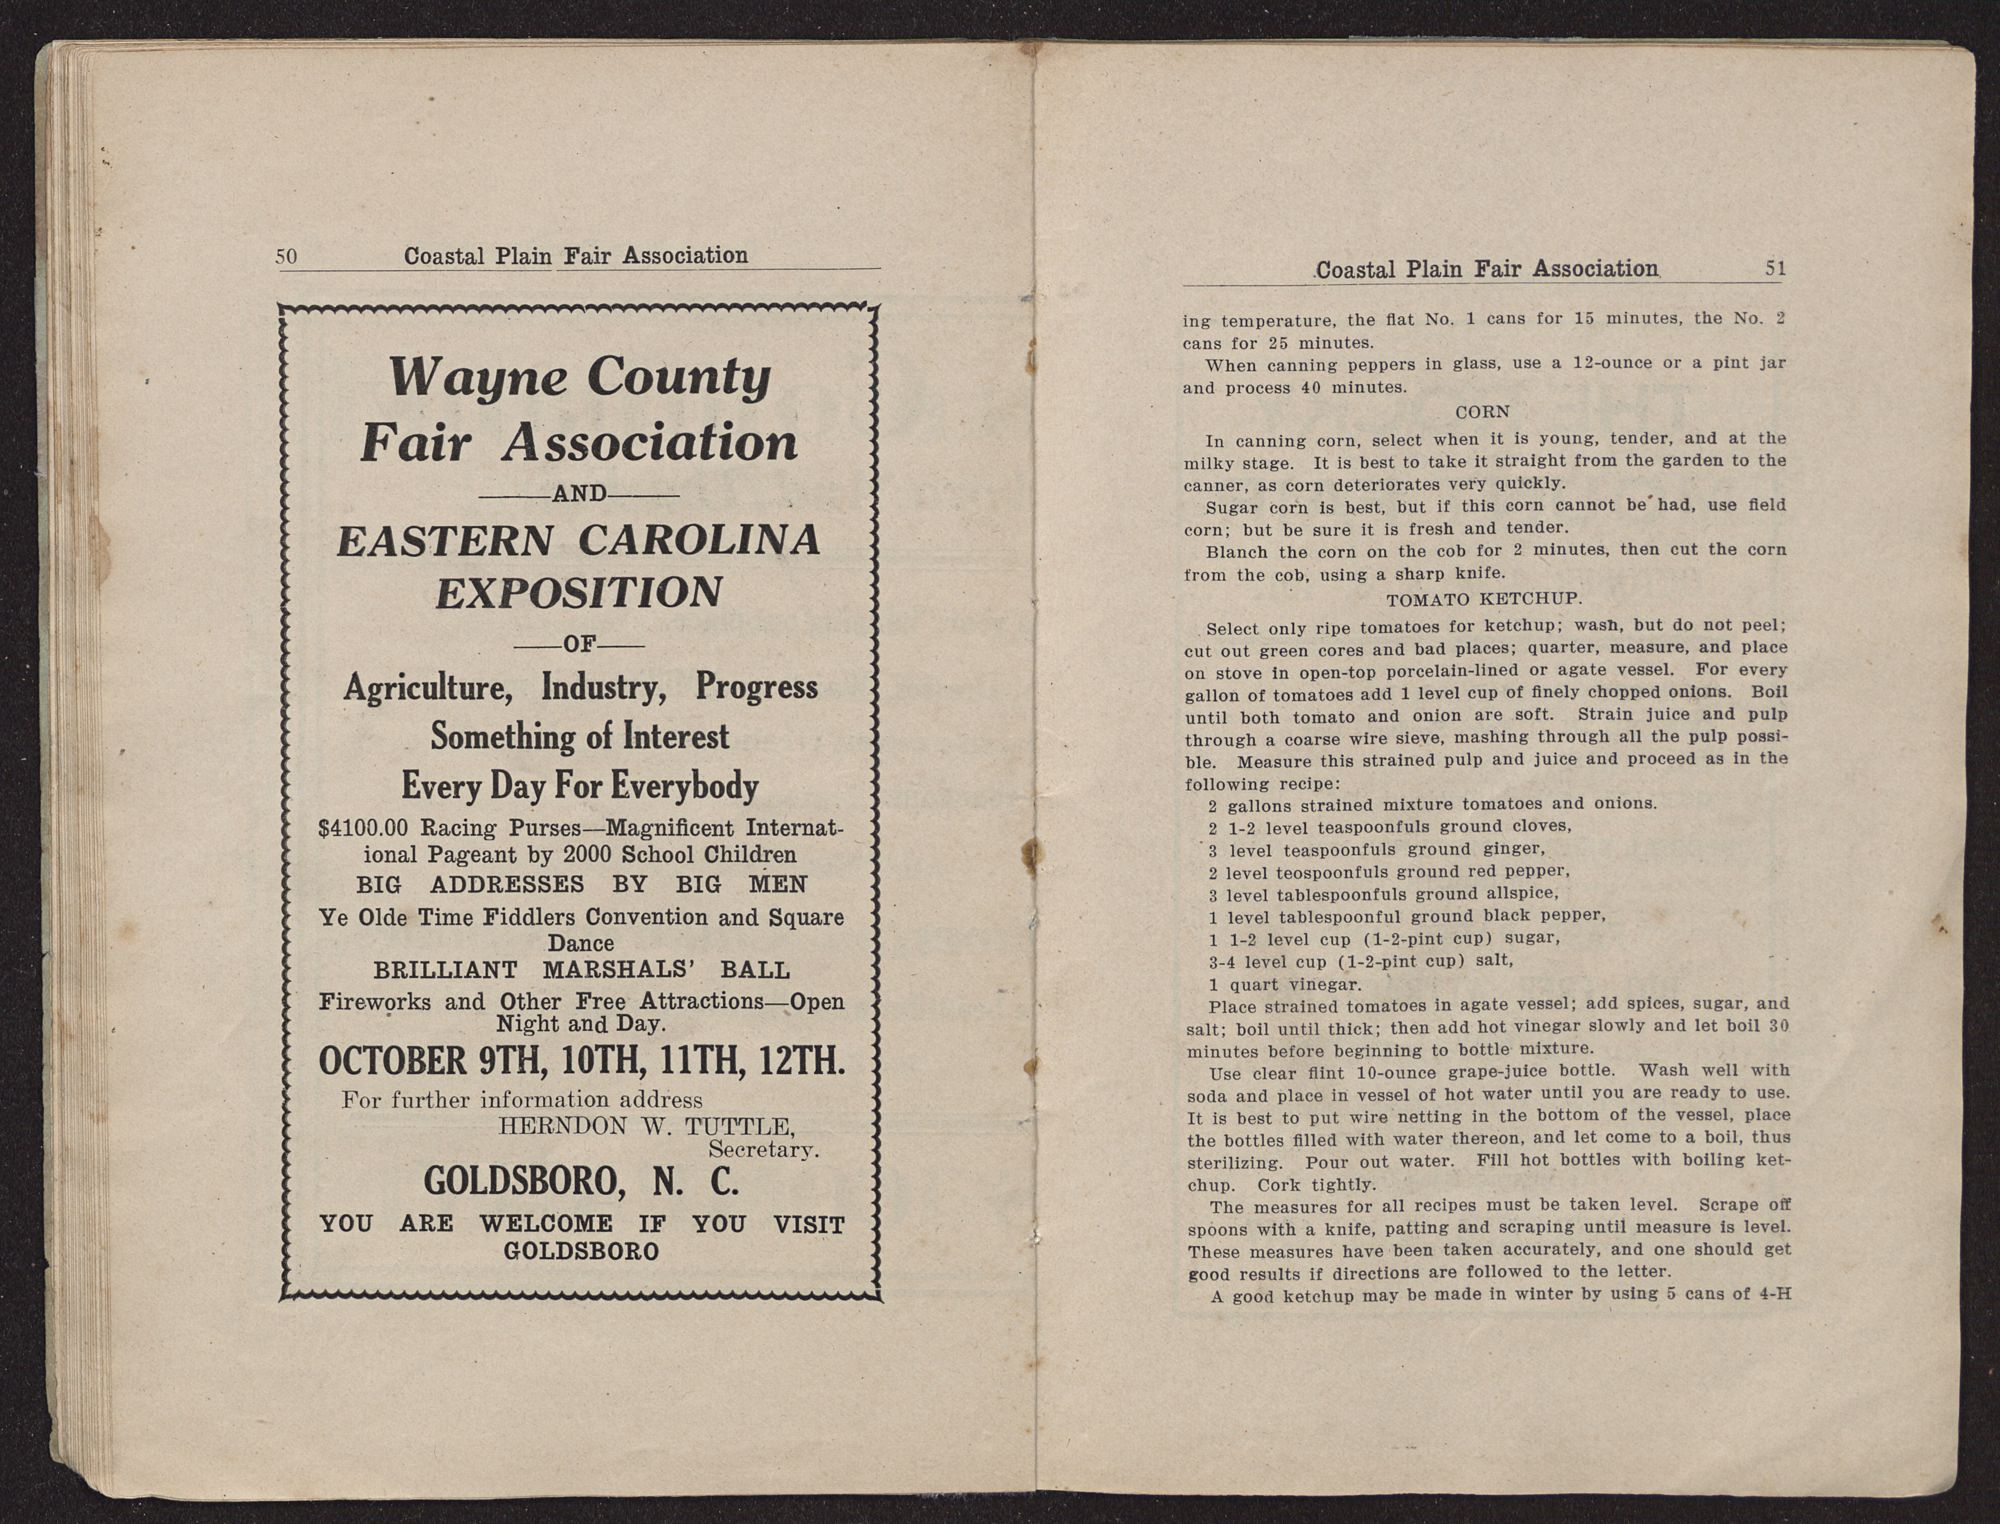 50 Coastal Plain Fair Association
Wayne County
Fair Association
AND
EASTERN CAROLINA
EXPOSITION
OF
Agriculture, Industry, Progress
Something of Interest
Every Day For Everybody
$4100.00 Racing Purses—Magnificent Internat-
ional Pageant by 2000 School Children
BIG ADDRESSES BY BIG MEN
Ye Olde Time Fiddlers Convention and Square
Dance
BRILLIANT MARSHALS' BALL
Fireworks and Other Free Attractions—Open
Night and Day.
OCTOBER 9TH, 10TH, 11TH, 12TH.
For further information address
HERNDON W. TUTTLE,
Secretary.
GOLDSBORO, N. C.
YOU ARE WELCOME IF YOU VISIT
GOLDSBORO
Coastal Plain Fair Association 51
ing temperature, the flat No. 1 cans for 15 minutes, the No. 2
cans for 25 minutes.
When canning peppers in glass, use a 12-ounce or a pint jar
and process 40 minutes.
CORN
In canning corn, select when it is young, tender, and at the
milky stage. It is best to take it straight from the garden to the
canner, as corn deteriorates very quickly.
Sugar corn is best, but if this corn cannot be had, use field
corn; but be sure it is fresh and tender.
Blanch the corn on the cob for 2 minutes, then cut the corn
from the cob, using a sharp knife.
TOMATO KETCHUP.
Select only ripe tomatoes for ketchup; wash, but do not peel;
cut out green cores and bad places; quarter, measure, and place
on stove in open-top porcelain-lined or agate vessel. For every
gallon of tomatoes add 1 level cup of finely chopped onions. Boil
until both tomato and onion are soft. Strain juice and pulp
through a coarse wire sieve, mashing through all the pulp possi-
ble. Measure this strained pulp and juice and proceed as in the
following recipe:
2 gallons strained mixture tomatoes and onions.
2 1-2 level teaspoonfuls ground cloves,
3 level teaspoonfuls ground ginger,
2 level teospoonfuls ground red pepper,
3 level tablespoonfuls ground allspice,
1 level tablespoonful ground black pepper,
1 1-2 level cup (1-2-pint cup) sugar,
3-4 level cup (1-2-pint cup) salt,
1 quart vinegar.
Place strained tomatoes in agate vessel; add spices, sugar, and
salt; boil until thick; then add hot vinegar slowly and let boil 30
minutes before beginning to bottle mixture.
Use clear flint 10-ounce grape-juice bottle. Wash well with
soda and place in vessel of hot water until you are ready to use.
It is best to put wire netting in the bottom of the vessel, place
the bottles filled with water thereon, and let come to a boil, thus
sterilizing. Pour out water. Fill hot bottles with boiling ket-
chup. Cork tightly.
The measures for all recipes must be taken level. Scrape off
spoons with a knife, patting and scraping until measure is level.
These measures have been taken accurately, and one should get
good results if directions are followed to the letter.
A good ketchup may be made in winter by using 5 cans of 4-H